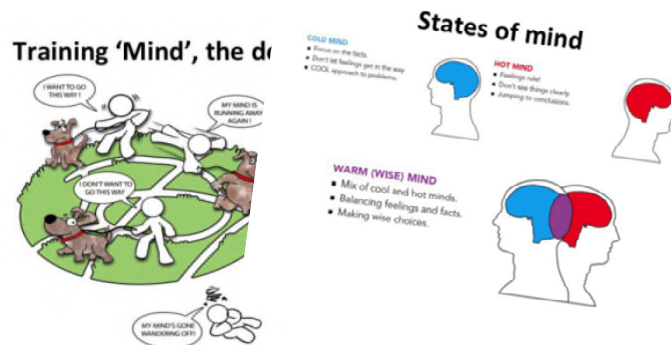 Training ‘Mind’, the do
I WANT TO GO
THIS WAY !
MY MIND IS
RUNNING AWAY
AGAIN !
I DON'T WANT TO
GO THIS WAY
MY MIND'S GONE
WANDERING OFF!
States of mind
COLD MIND
▪ Focus on the facts.
▪ Don't let feelings get in the way
▪ COOL approach to problems.
HOT MIND
▪ Feelings rule!
▪ Don't see things clearly.
▪ Jumping to conclusions.
WARM (WISE) MIND
▪ Mix of cool and hot minds.
▪ Balancing feelings and facts.
▪ Making wise choices.